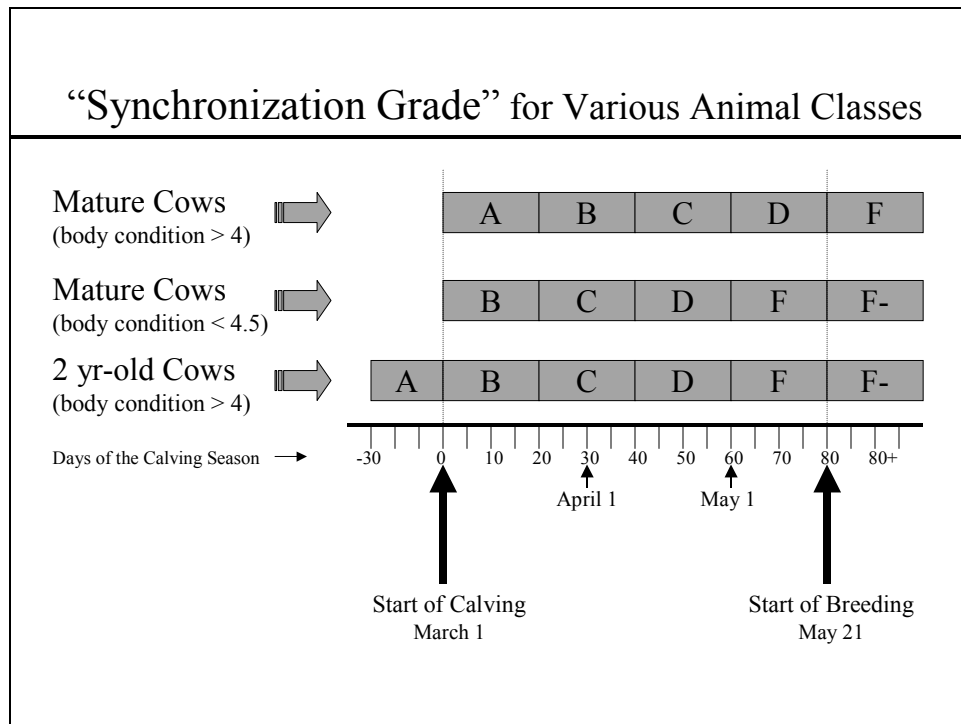 “Synchronization Grade” for Various Animal Classes
Mature Cows
(body condition > 4)
A B C D F
Mature Cows
(body condition < 4.5)
B C D F F-
2 yr-old Cows
(body condition > 4)
A B C D F F-
Days of the Calving Season
-30 0 10 20 30 40 50 60 70 80 80+
April 1 May 1
Start of Calving Start of Breeding
March 1 May 21